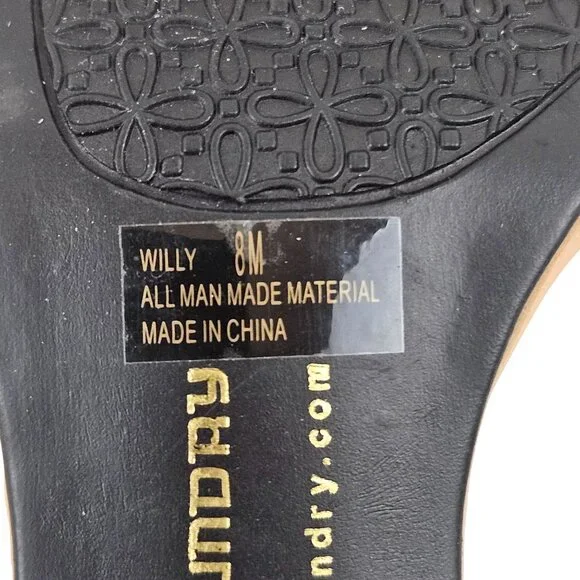 WILLY 8M
ALL MAN MADE MATERIAL
MADE IN CHINA
UNDRY
ndry.com